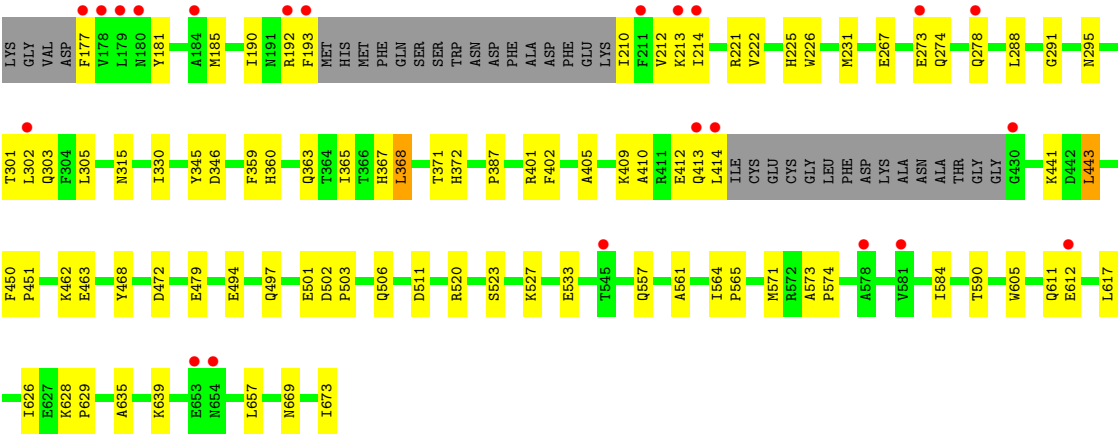 LYS GLY VAL ASP F177 V178 L179 N180 Y181 A184 M185 I190 N191 R192 F193 MET HIS MET PHE GLN SER SER TRP ASN ASP PHE ALA ASP PHE GLU LYS I210 F211 V212 K213 I214 R221 V222 H225 W226 M231 E267 E273 Q274 Q278 L288 G291 N295
T301 L302 Q303 F304 L305 N315 I330 Y345 D346 F359 H360 Q363 T364 I365 T366 H367 L368 T371 H372 P387 R401 F402 A405 K409 A410 R411 E412 Q413 L414 ILE CYS GLU CYS GLY LEU PHE ASP LYS ALA ASN ALA ALA THR GLY GLY G430 K441 D442 L443
F450 P451 K462 E463 Y468 D472 E479 E494 Q497 E501 D502 P503 Q506 D511 R520 S523 K527 E533 T545 Q557 A561 I564 P565 M571 R572 A573 P574 A578 V581 I584 T590 W605 Q611 E612 L617
I626 E627 K628 P629 A635 K639 E653 N654 L657 N669 I673